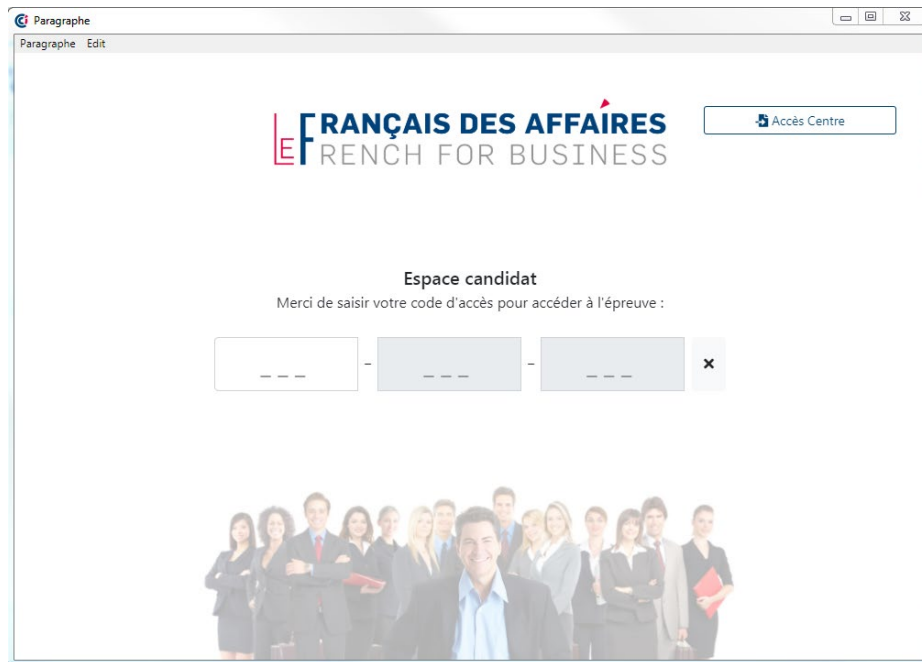 Paragraphe
Paragraphe Edit
LE FRANÇAIS DES AFFAIRES
FRENCH FOR BUSINESS
Accès Centre
Espace candidat
Merci de saisir votre code d'accès pour accéder à l'épreuve :
_ _ _ - _ _ _ - _ _ _ ×